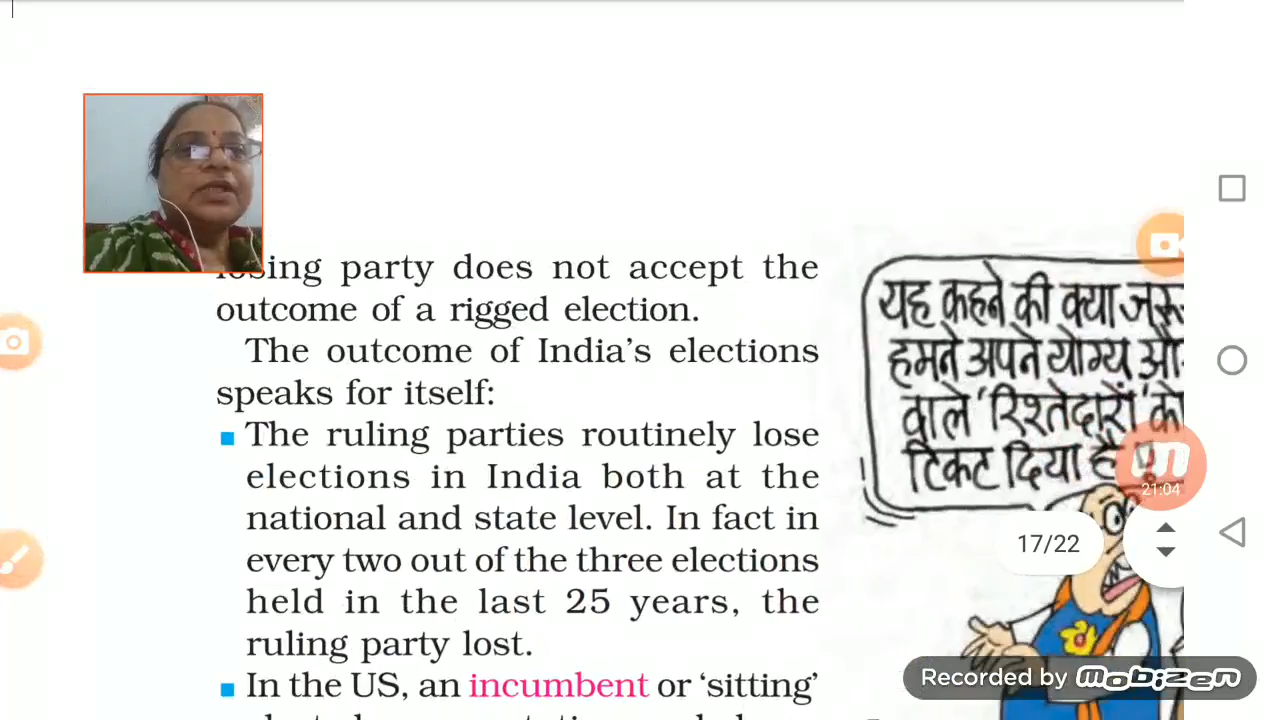 losing party does not accept the
outcome of a rigged election.
The outcome of India's elections
speaks for itself:
The ruling parties routinely lose
elections in India both at the
national and state level. In fact in
every two out of the three elections
held in the last 25 years, the
ruling party lost.
In the US, an incumbent or 'sitting'
यह कहने की क्या
हमने अपने योग्य
वाले 'रिश्तेदारों' को
टिकट दिया है
21:04
17/22
Recorded by mobizen